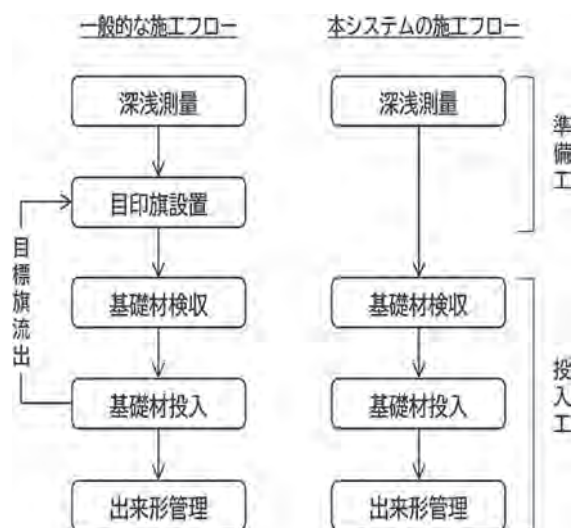 一般的な施工フロー
深浅測量
目印旗設置
基礎材検収
基礎材投入
出来形管理
目標旗流出
本システムの施工フロー
深浅測量
基礎材検収
基礎材投入
出来形管理
準備工
投入工